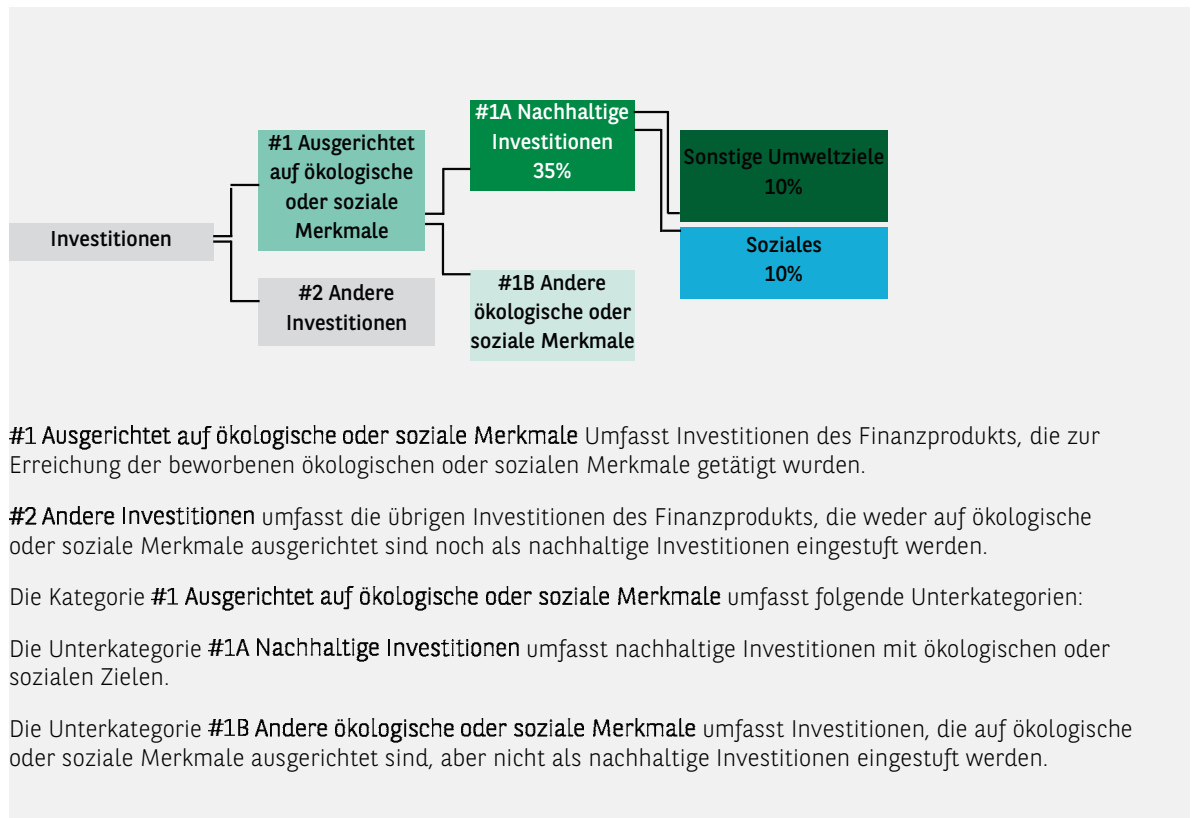 Investitionen
#1 Ausgerichtet
auf ökologische
oder soziale
Merkmale
#2 Andere
Investitionen
#1A Nachhaltige
Investitionen
35%
#1B Andere
ökologische oder
soziale Merkmale
Sonstige Umweltziele
10%
Soziales
10%
#1 Ausgerichtet auf ökologische oder soziale Merkmale Umfasst Investitionen des Finanzprodukts, die zur
Erreichung der beworbenen ökologischen oder sozialen Merkmale getätigt wurden.
#2 Andere Investitionen umfasst die übrigen Investitionen des Finanzprodukts, die weder auf ökologische
oder soziale Merkmale ausgerichtet sind noch als nachhaltige Investitionen eingestuft werden.
Die Kategorie #1 Ausgerichtet auf ökologische oder soziale Merkmale umfasst folgende Unterkategorien:
Die Unterkategorie #1A Nachhaltige Investitionen umfasst nachhaltige Investitionen mit ökologischen oder
sozialen Zielen.
Die Unterkategorie #1B Andere ökologische oder soziale Merkmale umfasst Investitionen, die auf ökologische
oder soziale Merkmale ausgerichtet sind, aber nicht als nachhaltige Investitionen eingestuft werden.